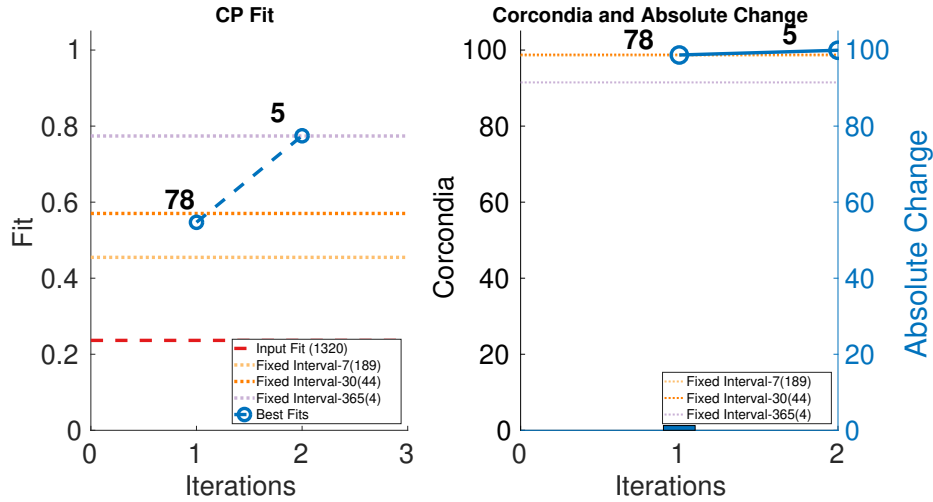 CP Fit
1
0.8
0.6
0.4
0.2
0
Fit
78
5
Input Fit (1320)
Fixed Interval-7(189)
Fixed Interval-30(44)
Fixed Interval-365(4)
Best Fits
0 1 2 3
Iterations
Corcondia and Absolute Change
100
80
60
40
20
0
Corcondia
78
5
Fixed Interval-7(189)
Fixed Interval-30(44)
Fixed Interval-365(4)
0 1 2
Iterations
100
80
60
40
20
0
Absolute Change